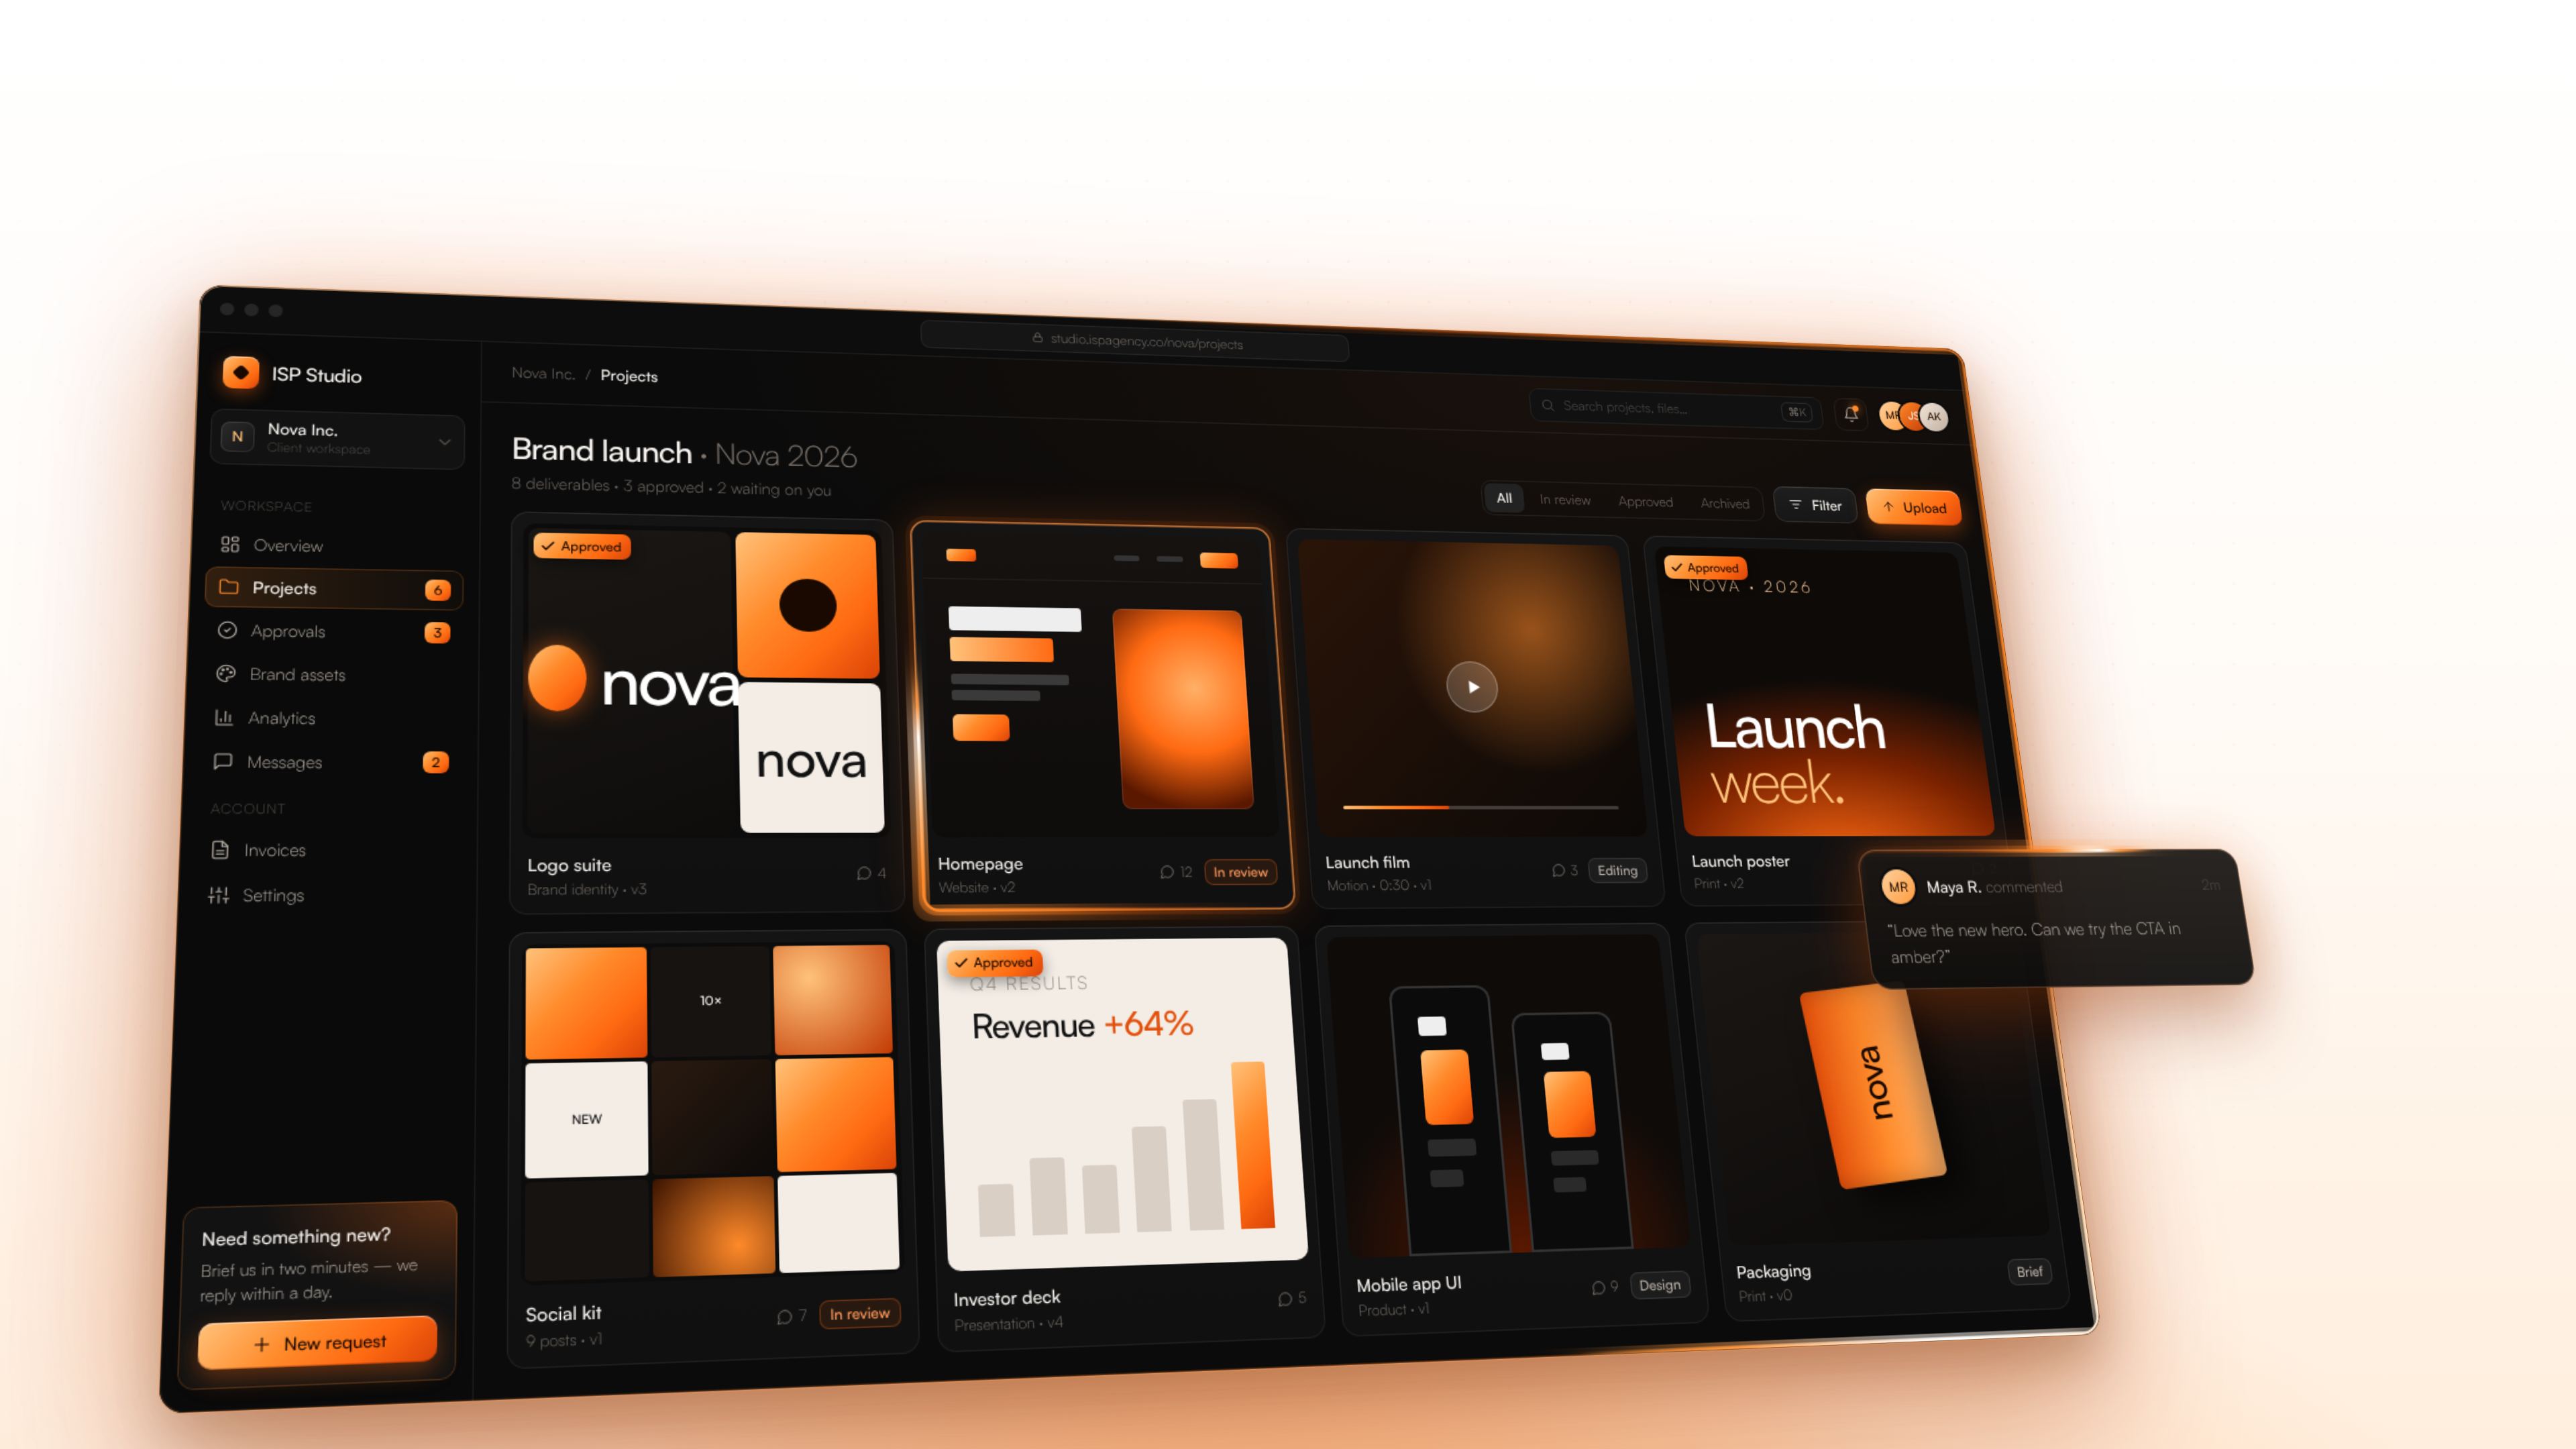 studio.ispagency.co/nova/projects
ISP Studio
N
Nova Inc.
Client workspace
WORKSPACE
Overview
Projects
6
Approvals
3
Brand assets
Analytics
Messages
2
ACCOUNT
Invoices
Settings
Need something new?
Brief us in two minutes — we
reply within a day.
+ New request
Nova Inc. / Projects
Search projects, files...
⌘K
JS
AK
Brand launch · Nova 2026
8 deliverables · 3 approved · 2 waiting on you
All
In review
Approved
Archived
Filter
Upload
Approved
nova
nova
Logo suite
4
Brand identity · v3
Homepage
12
In review
Website · v2
Launch film
3
Editing
Motion · 0:30 · v1
Approved
NOVA · 2026
Launch
week.
Launch poster
Print · v2
MR
Maya R. commented
2m
“Love the new hero. Can we try the CTA in
amber?”
10×
NEW
Social kit
7
In review
9 posts · v1
Approved
Q4 RESULTS
Revenue +64%
Investor deck
5
Presentation · v4
Mobile app UI
9
Design
Product · v1
nova
Packaging
Brief
Print · v0